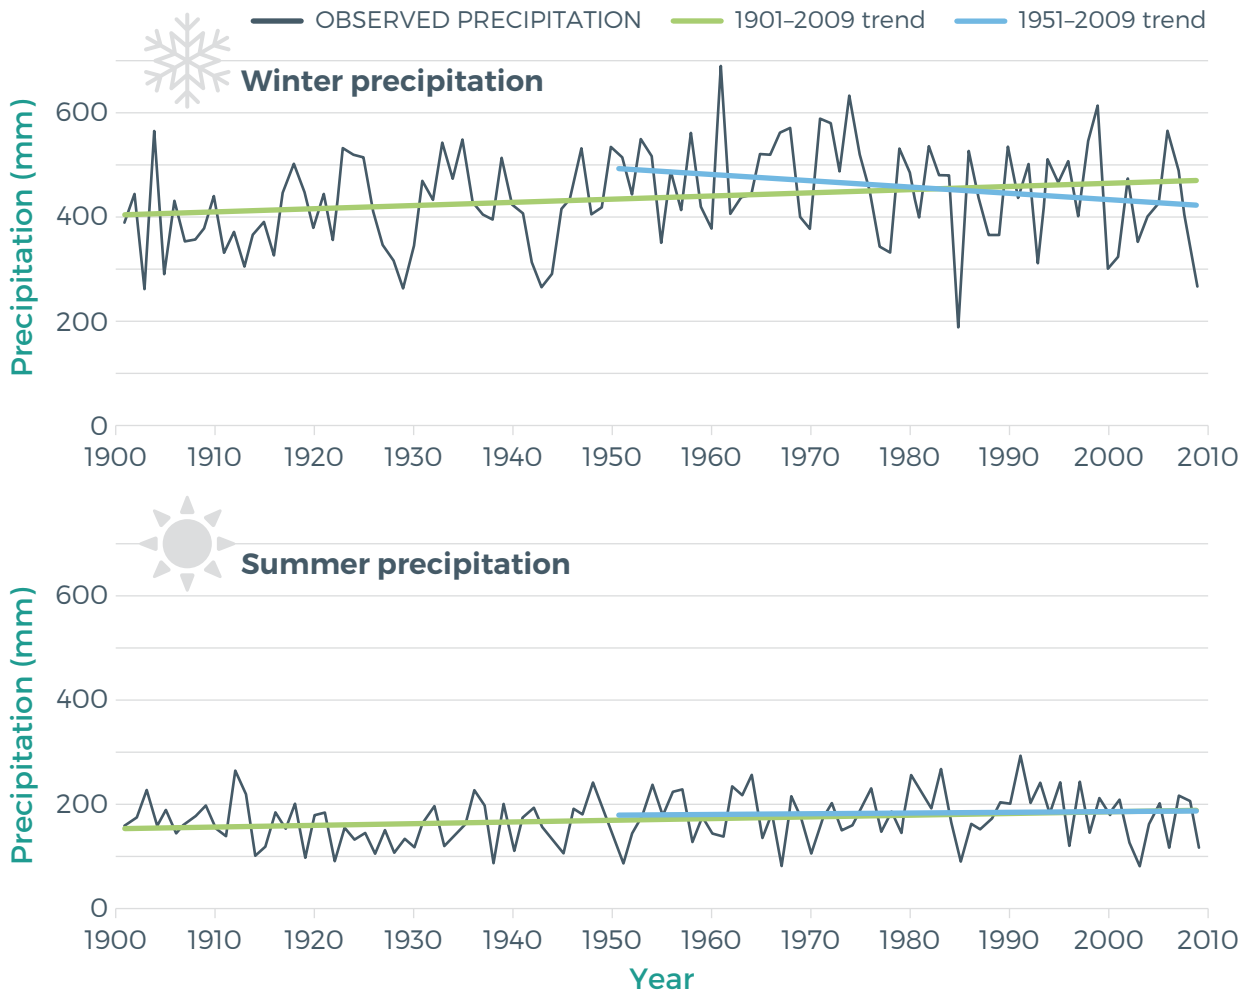 OBSERVED PRECIPITATION 1901–2009 trend 1951–2009 trend
Winter precipitation
Precipitation (mm)
600
400
200
0
1900 1910 1920 1930 1940 1950 1960 1970 1980 1990 2000 2010
Summer precipitation
Precipitation (mm)
600
400
200
0
1900 1910 1920 1930 1940 1950 1960 1970 1980 1990 2000 2010
Year